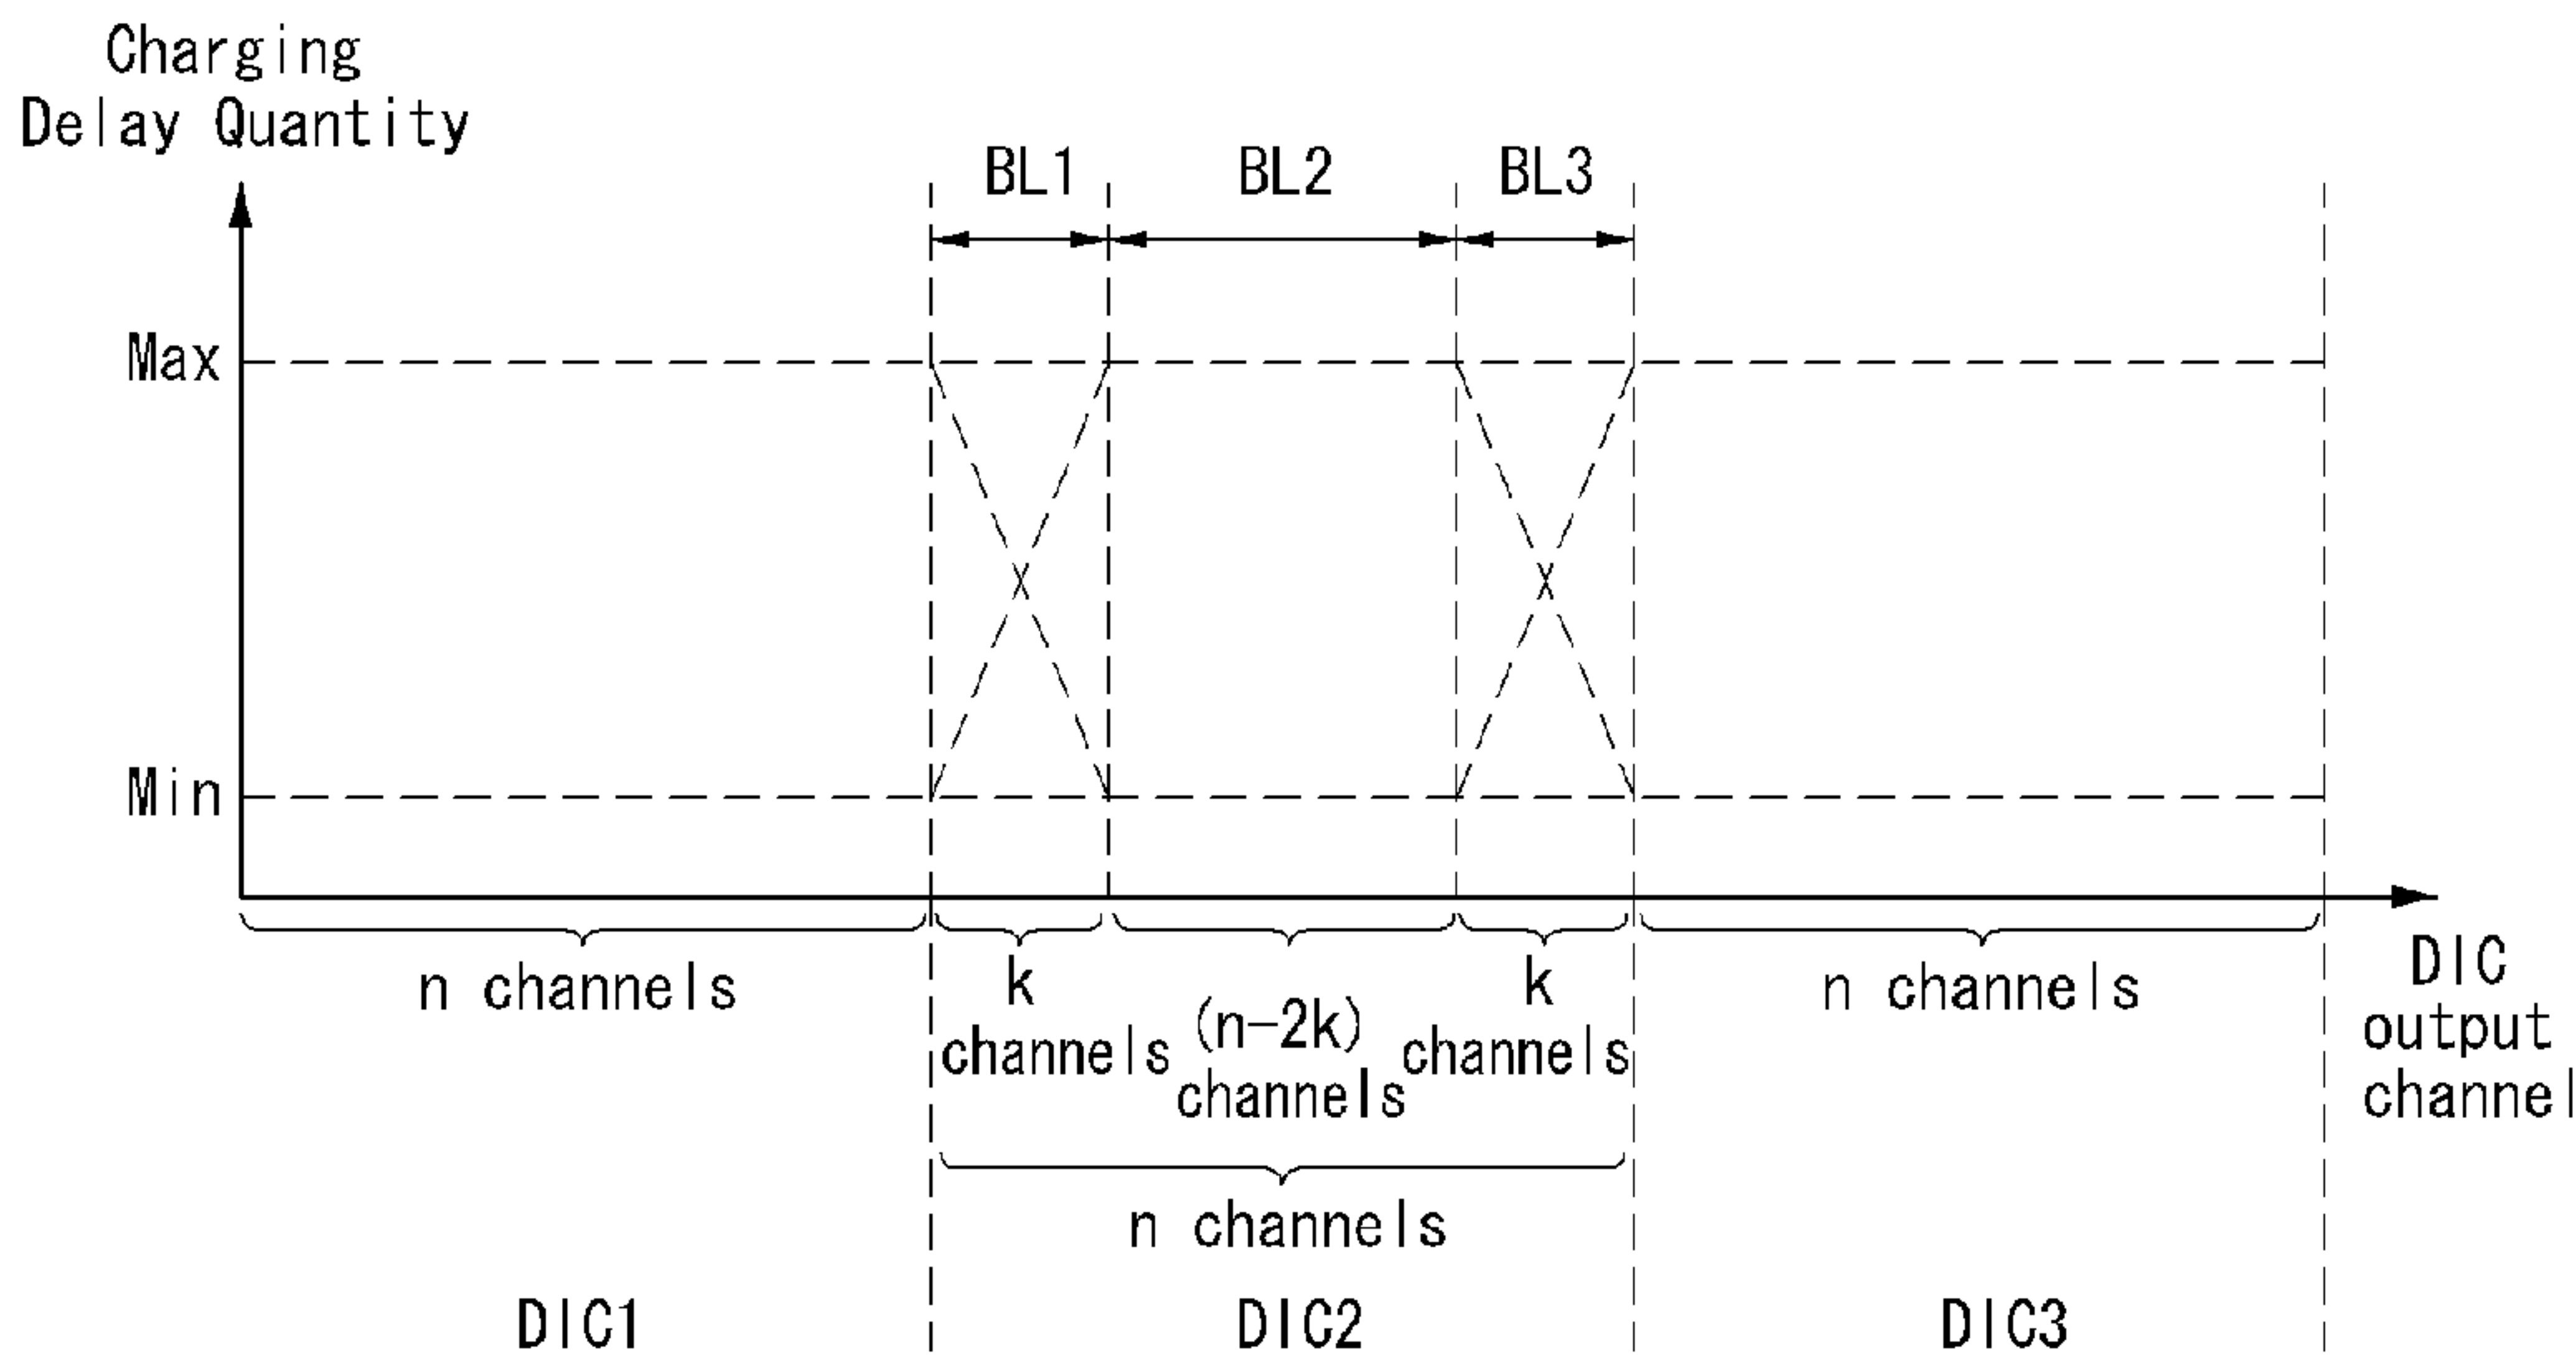 Charging
Delay Quantity
BL1
BL2
BL3
Max
Min
n channels
k
channels
(n-2k)
channels
k
channels
n channels
DIC
output
channel
n channels
DIC1
DIC2
DIC3